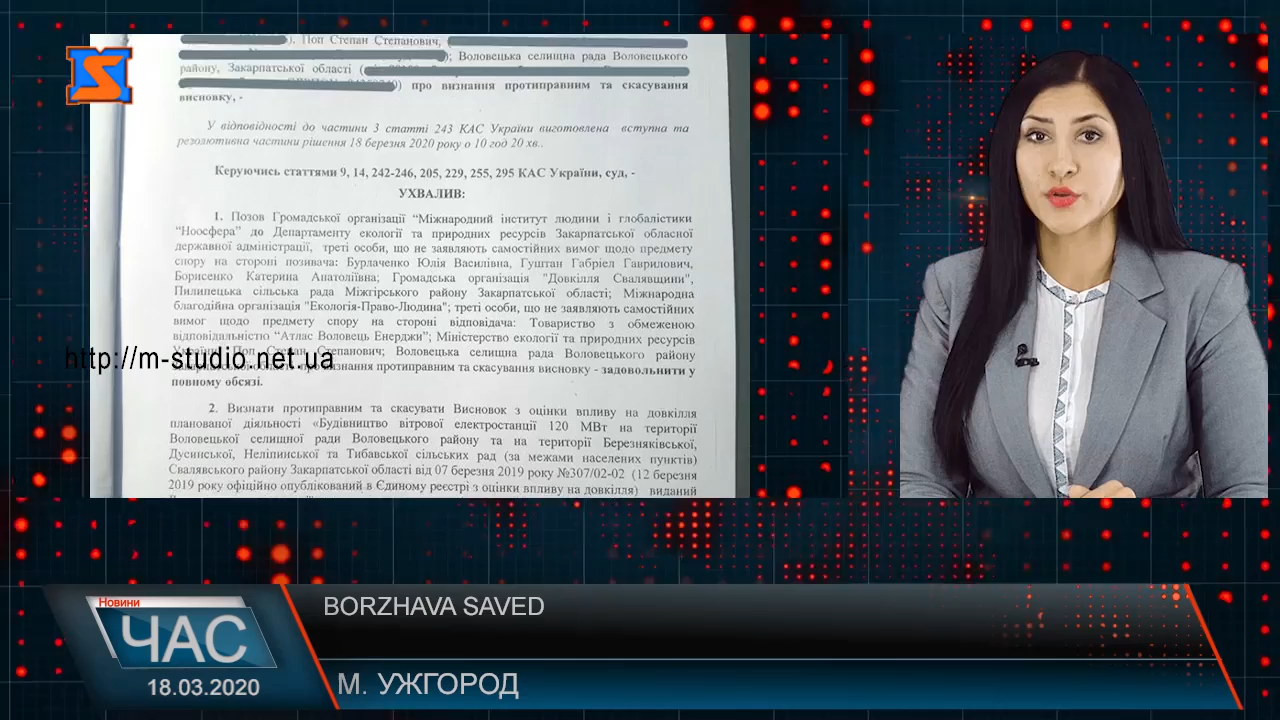 ). Поп Степан Степанович,
); Воловецька селищна рада Воловецького
району, Закарпатської області (
0) про визнання протиправним та скасування
висновку, -
У відповідності до частини 3 статті 243 КАС України виготовлена вступна та
резолютивна частини рішення 18 березня 2020 року о 10 год 20 хв..
Керуючись статтями 9, 14, 242-246, 205, 229, 255, 295 КАС України, суд, -
УХВАЛИВ:
1. Позов Громадської організації “Міжнародний інститут людини і глобалістики
“Ноосфера” до Департаменту екології та природних ресурсів Закарпатської обласної
державної адміністрації, треті особи, що не заявляють самостійних вимог щодо предмету
спору на стороні позивача: Бурлаченко Юлія Василівна, Гуштан Габріел Гаврилович,
Борисенко Катерина Анатоліївна; Громадська організація "Довкілля Свалявщини",
Пилипецька сільська рада Міжгірського району Закарпатської області; Міжнародна
благодійна організація "Екологія-Право-Людина"; треті особи, що не заявляють самостійних
вимог щодо предмету спору на стороні відповідача: Товариство з обмеженою
відповідальністю “Атлас Воловець Енерджи”; Міністерство екології та природних ресурсів
Степанович; Воловецька селищна рада Воловецького району
визнання протиправним та скасування висновку - задовольнити у
повному обсязі.
2. Визнати протиправним та скасувати Висновок з оцінки впливу на довкілля
планованої діяльності «Будівництво вітрової електростанції 120 МВт на території
Воловецької селищної ради Воловецького району та на території Березняківської,
Дусинської, Неліпинської та Тибавської сільських рад (за межами населених пунктів)
Свалявського району Закарпатської області від 07 березня 2019 року №307/02-02 (12 березня
2019 року офіційно опублікований в Єдиному реєстрі з оцінки впливу на довкілля) виданий
http://m-studio.net.ua
BORZHAVA SAVED
Новини
ЧАС
18.03.2020
М. УЖГОРОД